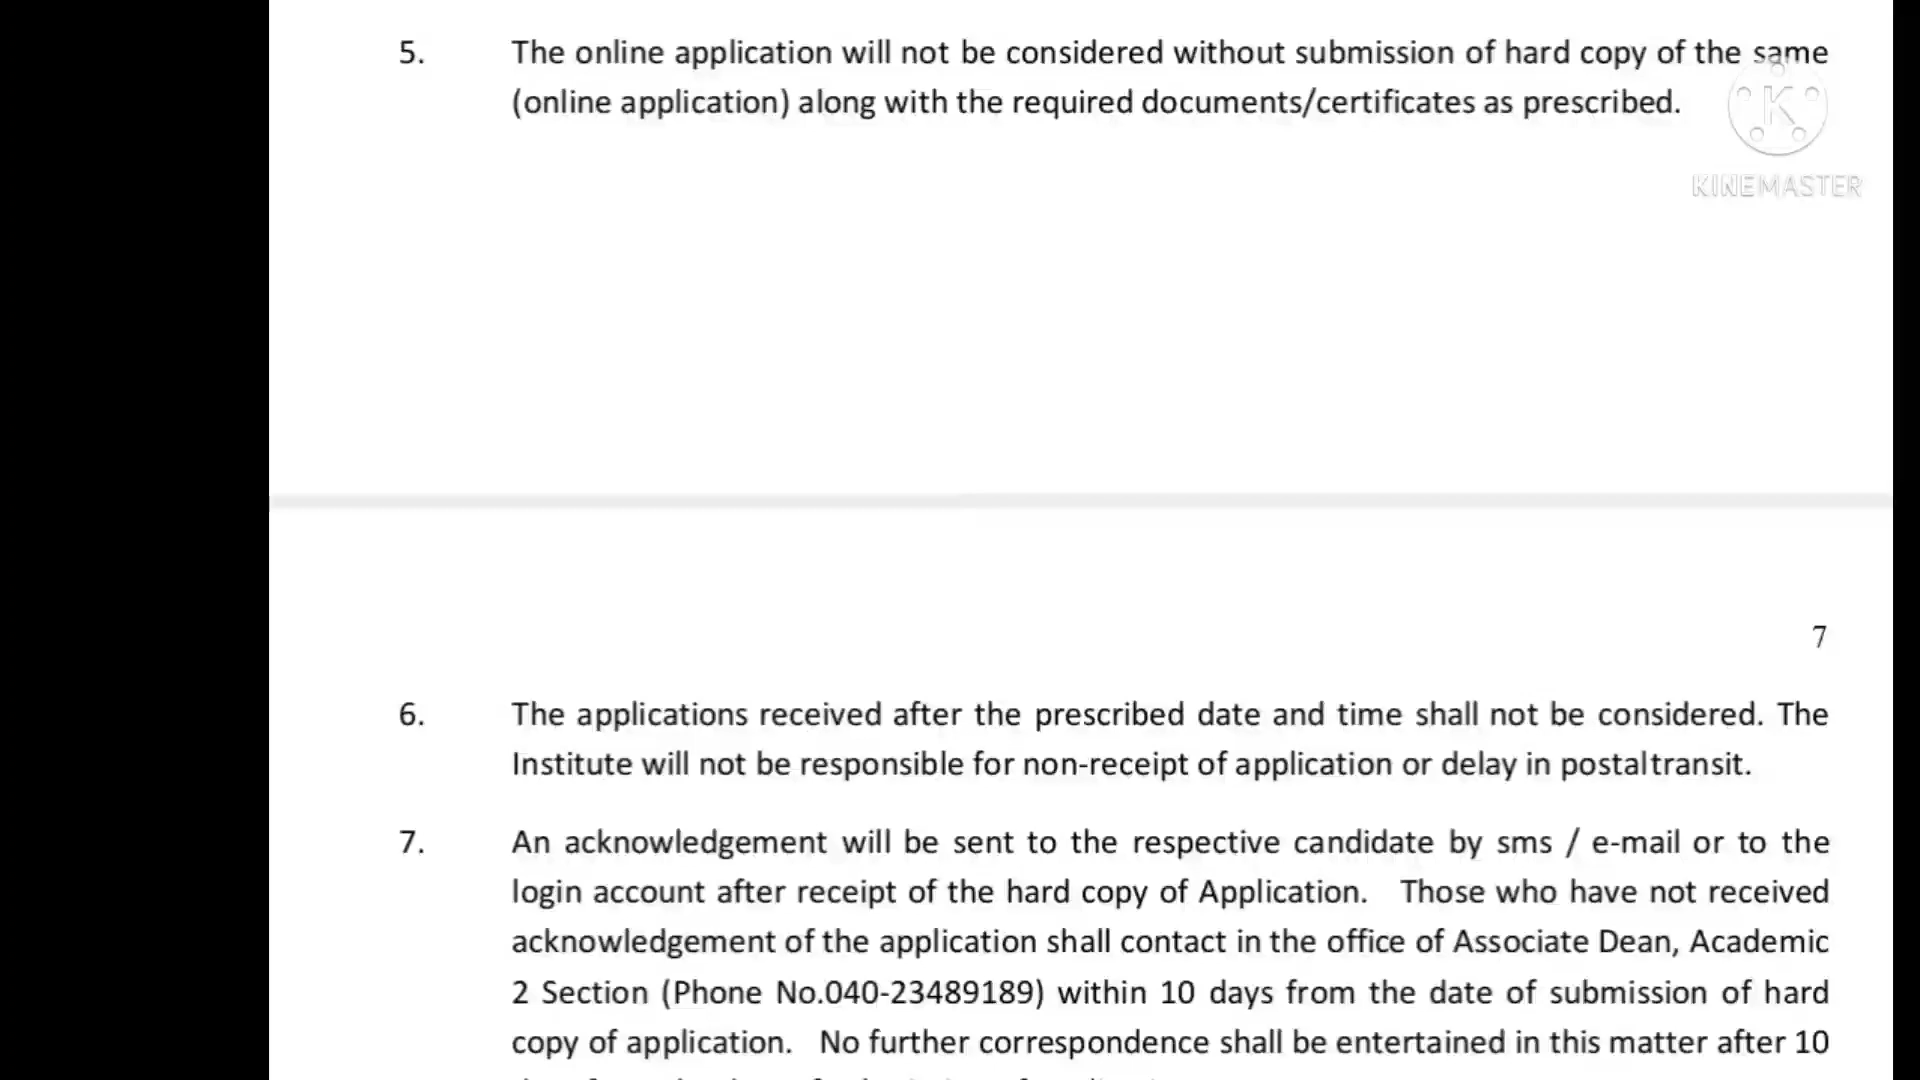 5. The online application will not be considered without submission of hard copy of the same
(online application) along with the required documents/certificates as prescribed.
K
KINEMASTER
7
6. The applications received after the prescribed date and time shall not be considered. The
Institute will not be responsible for non-receipt of application or delay in postal transit.
7. An acknowledgement will be sent to the respective candidate by sms / e-mail or to the
login account after receipt of the hard copy of Application. Those who have not received
acknowledgement of the application shall contact in the office of Associate Dean, Academic
2 Section (Phone No.040-23489189) within 10 days from the date of submission of hard
copy of application. No further correspondence shall be entertained in this matter after 10